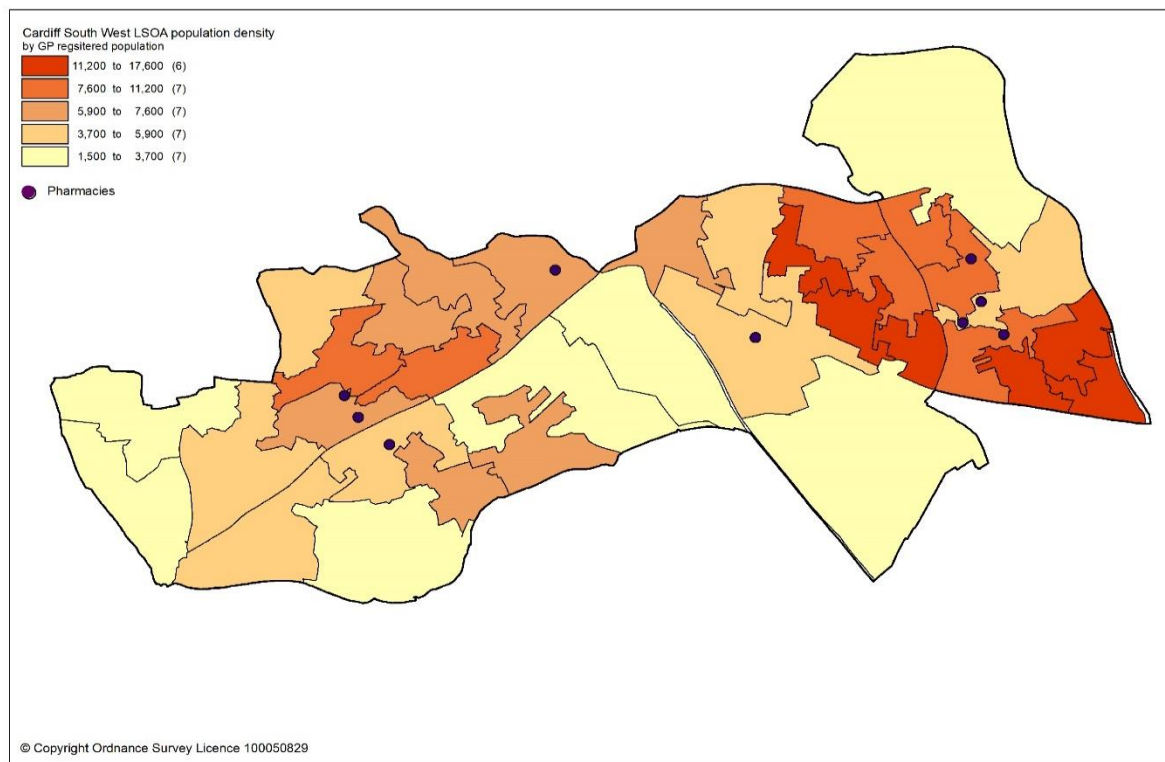 Cardiff South West LSOA population density
by GP regsitered population
11,200 to 17,600 (6)
7,600 to 11,200 (7)
5,900 to 7,600 (7)
3,700 to 5,900 (7)
1,500 to 3,700 (7)
Pharmacies
© Copyright Ordnance Survey Licence 100050829